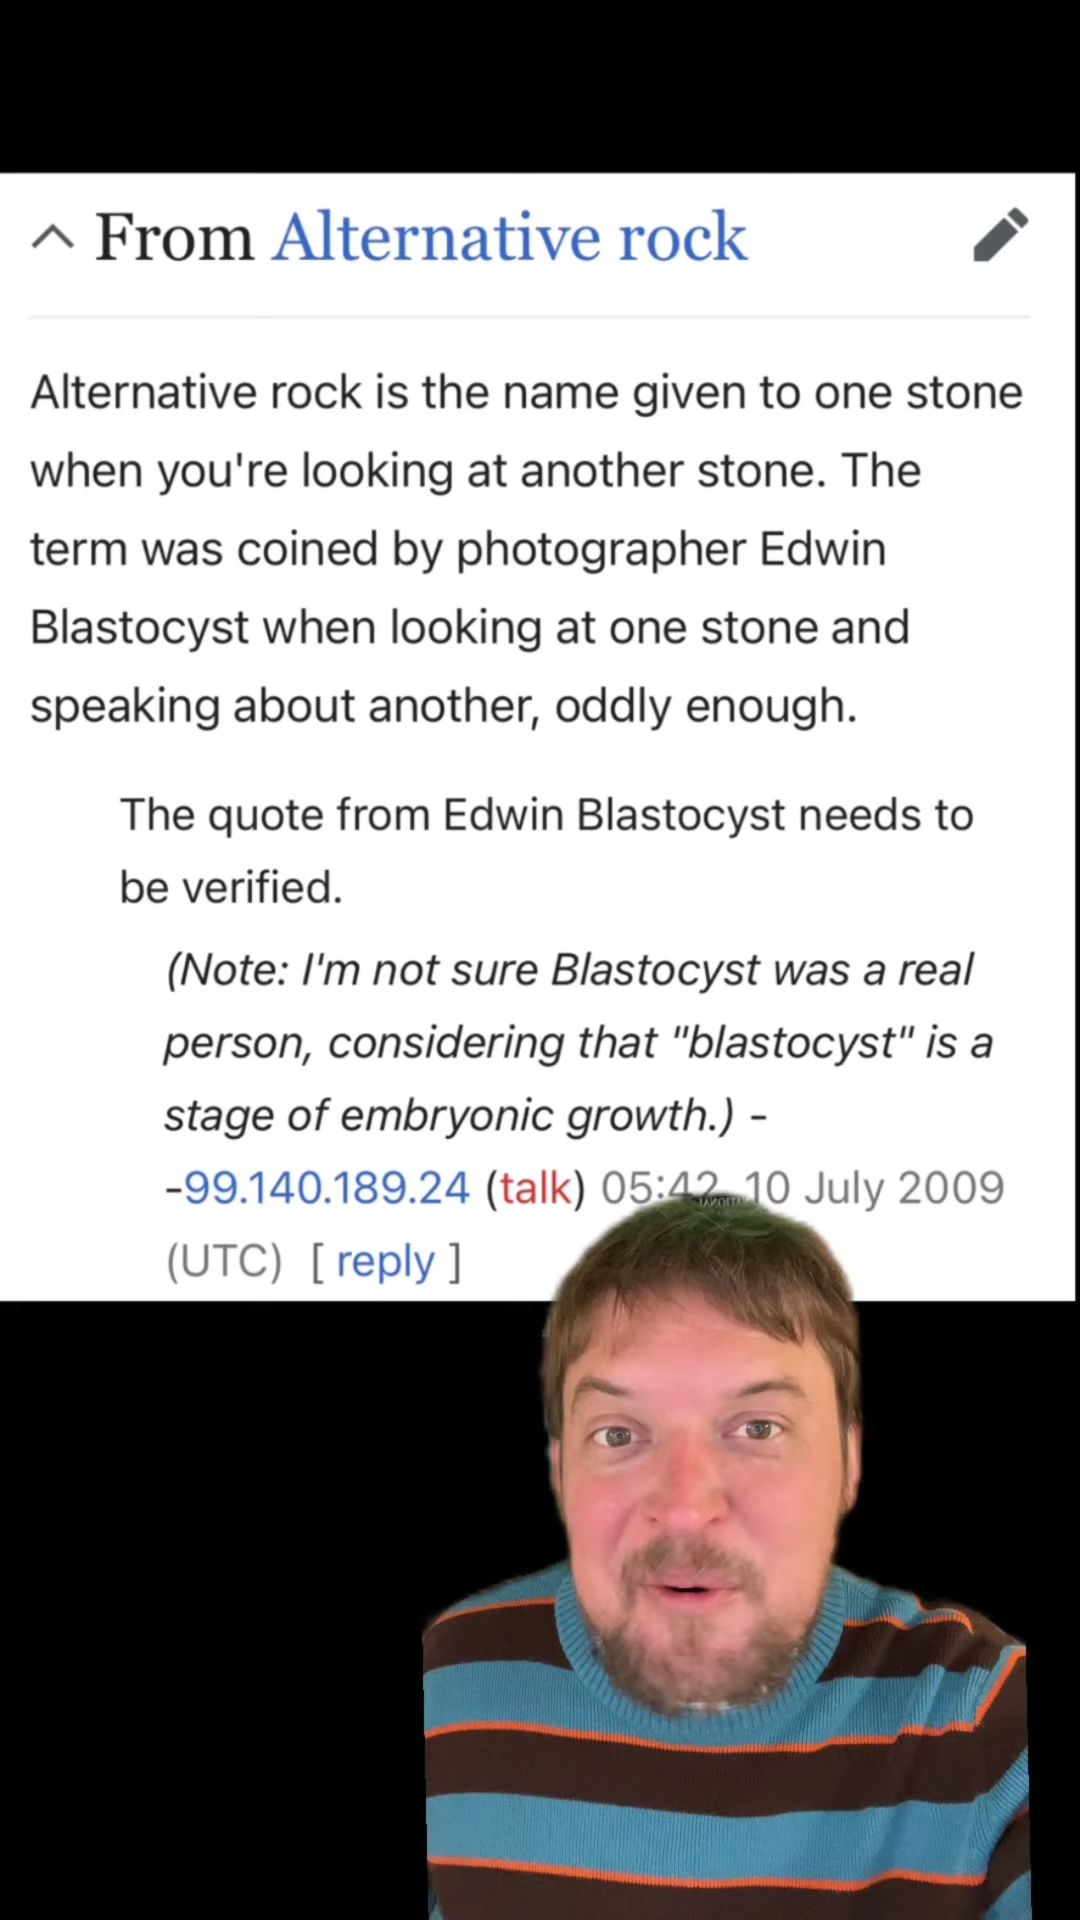 From Alternative rock
Alternative rock is the name given to one stone
when you're looking at another stone. The
term was coined by photographer Edwin
Blastocyst when looking at one stone and
speaking about another, oddly enough.
The quote from Edwin Blastocyst needs to
be verified.
(Note: I'm not sure Blastocyst was a real
person, considering that "blastocyst" is a
stage of embryonic growth.) -
-99.140.189.24 (talk) 05:42, 10 July 2009
(UTC) [ reply ]